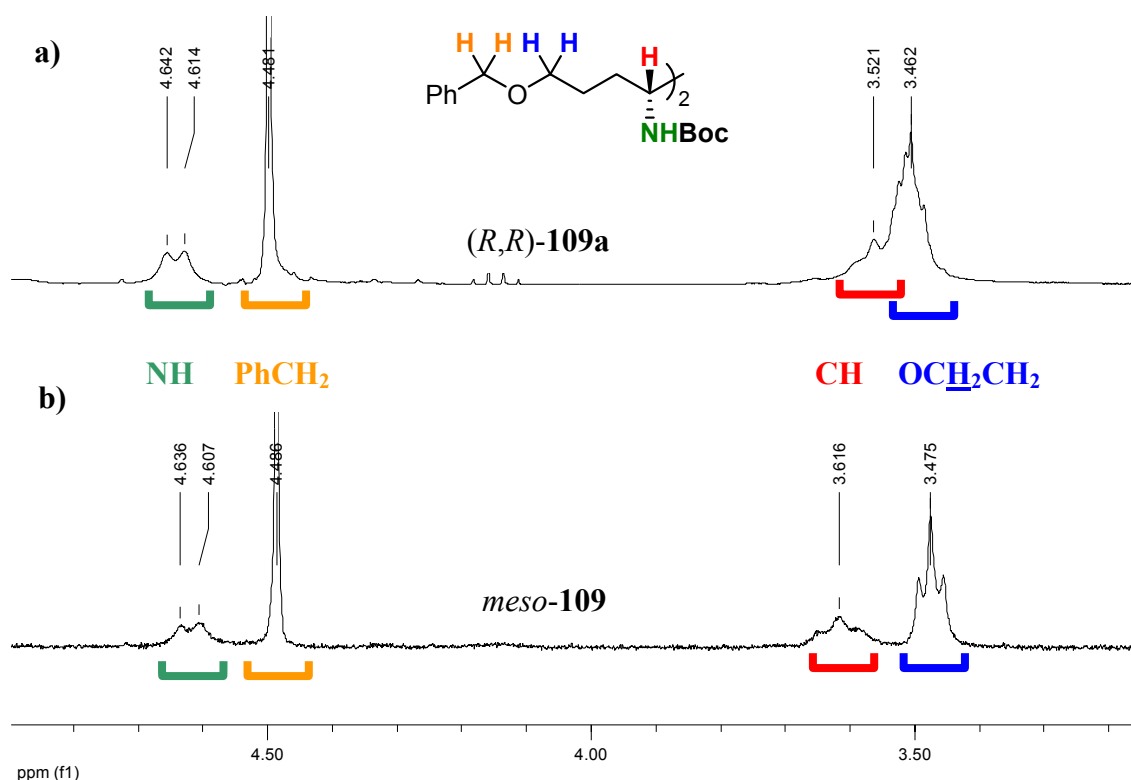 a)
4.642
4.614
4.481
3.521
3.462
H H H H H
Ph O ) 2
NHBoc
(R,R)-109a
NH PhCH₂ CH OCH₂CH₂
b)
4.636
4.607
4.486
3.616
3.475
meso-109
4.50 4.00 3.50
ppm (f1)